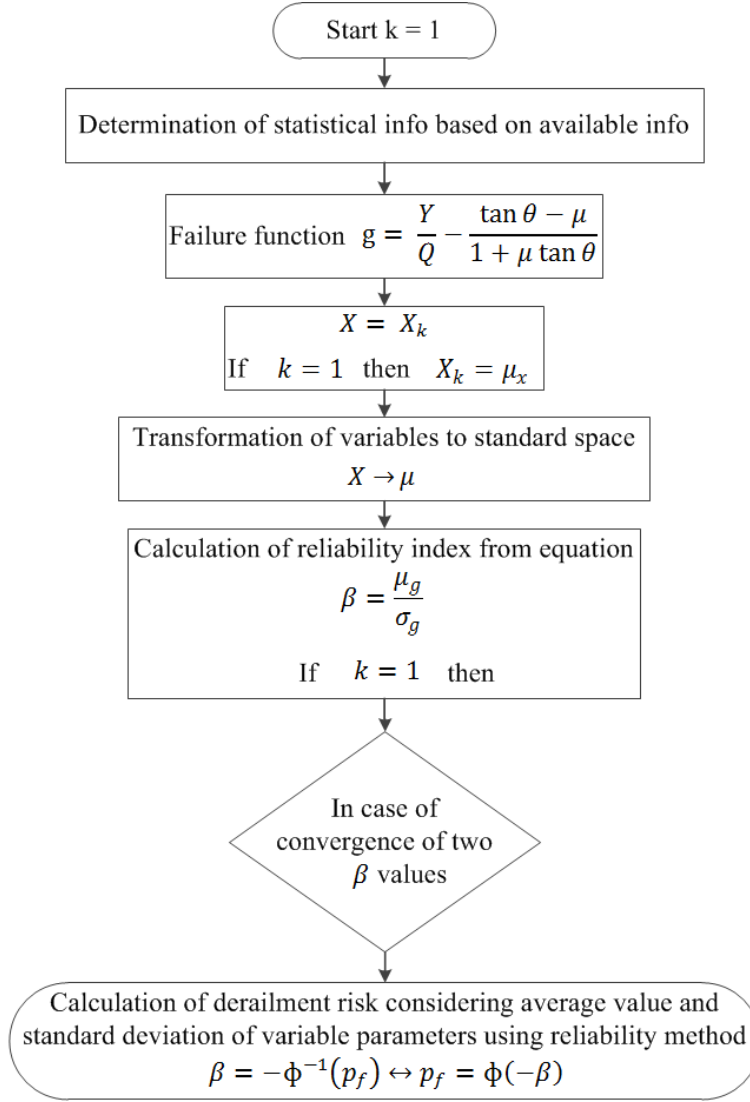 Start k = 1
Determination of statistical info based on available info
Failure function g = \frac{Y}{Q} - \frac{\tan θ - μ}{1 + μ \tan θ}
X = X_k
If k = 1 then X_k = μ_x
Transformation of variables to standard space
X → μ
Calculation of reliability index from equation
β = \frac{μ_g}{σ_g}
If k = 1 then
In case of
convergence of two
β values
Calculation of derailment risk considering average value and
standard deviation of variable parameters using reliability method
β = -ϕ^{-1}(p_f) ↔ p_f = ϕ(-β)